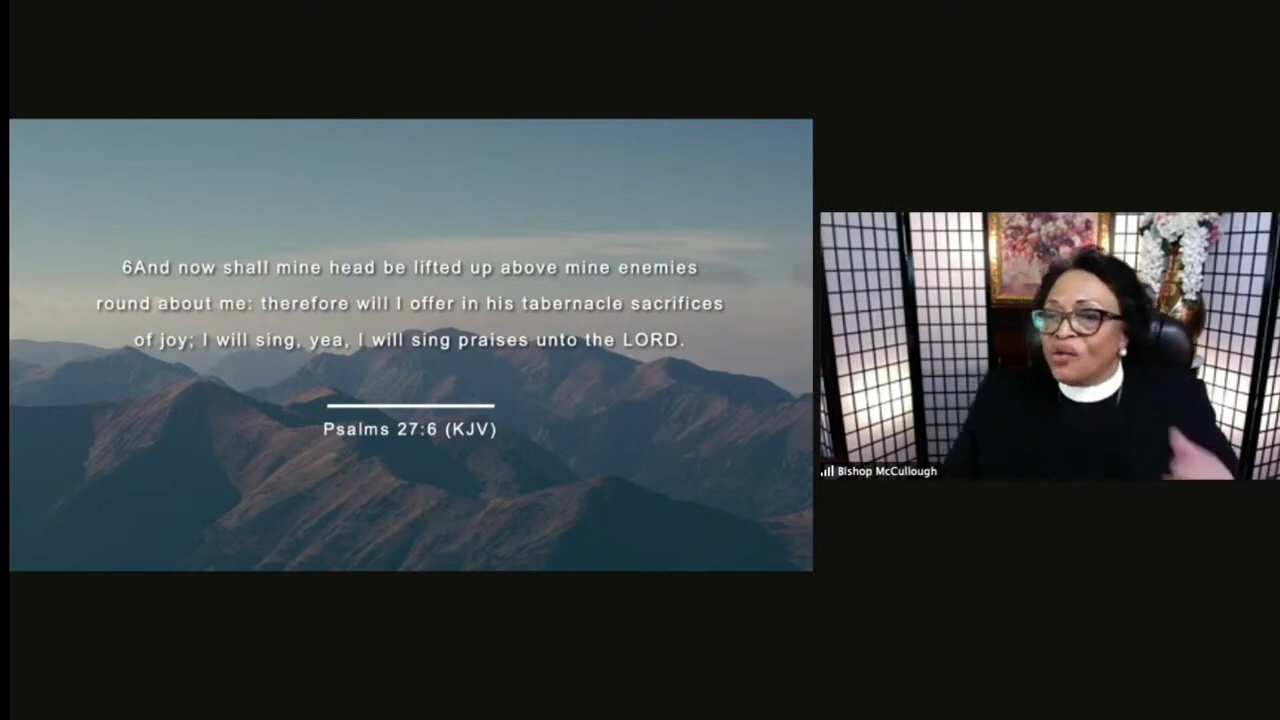 6And now shall mine head be lifted up above mine enemies
round about me: therefore will I offer in his tabernacle sacrifices
of joy; I will sing, yea, I will sing praises unto the LORD.
Psalms 27:6 (KJV)
Bishop McCullough